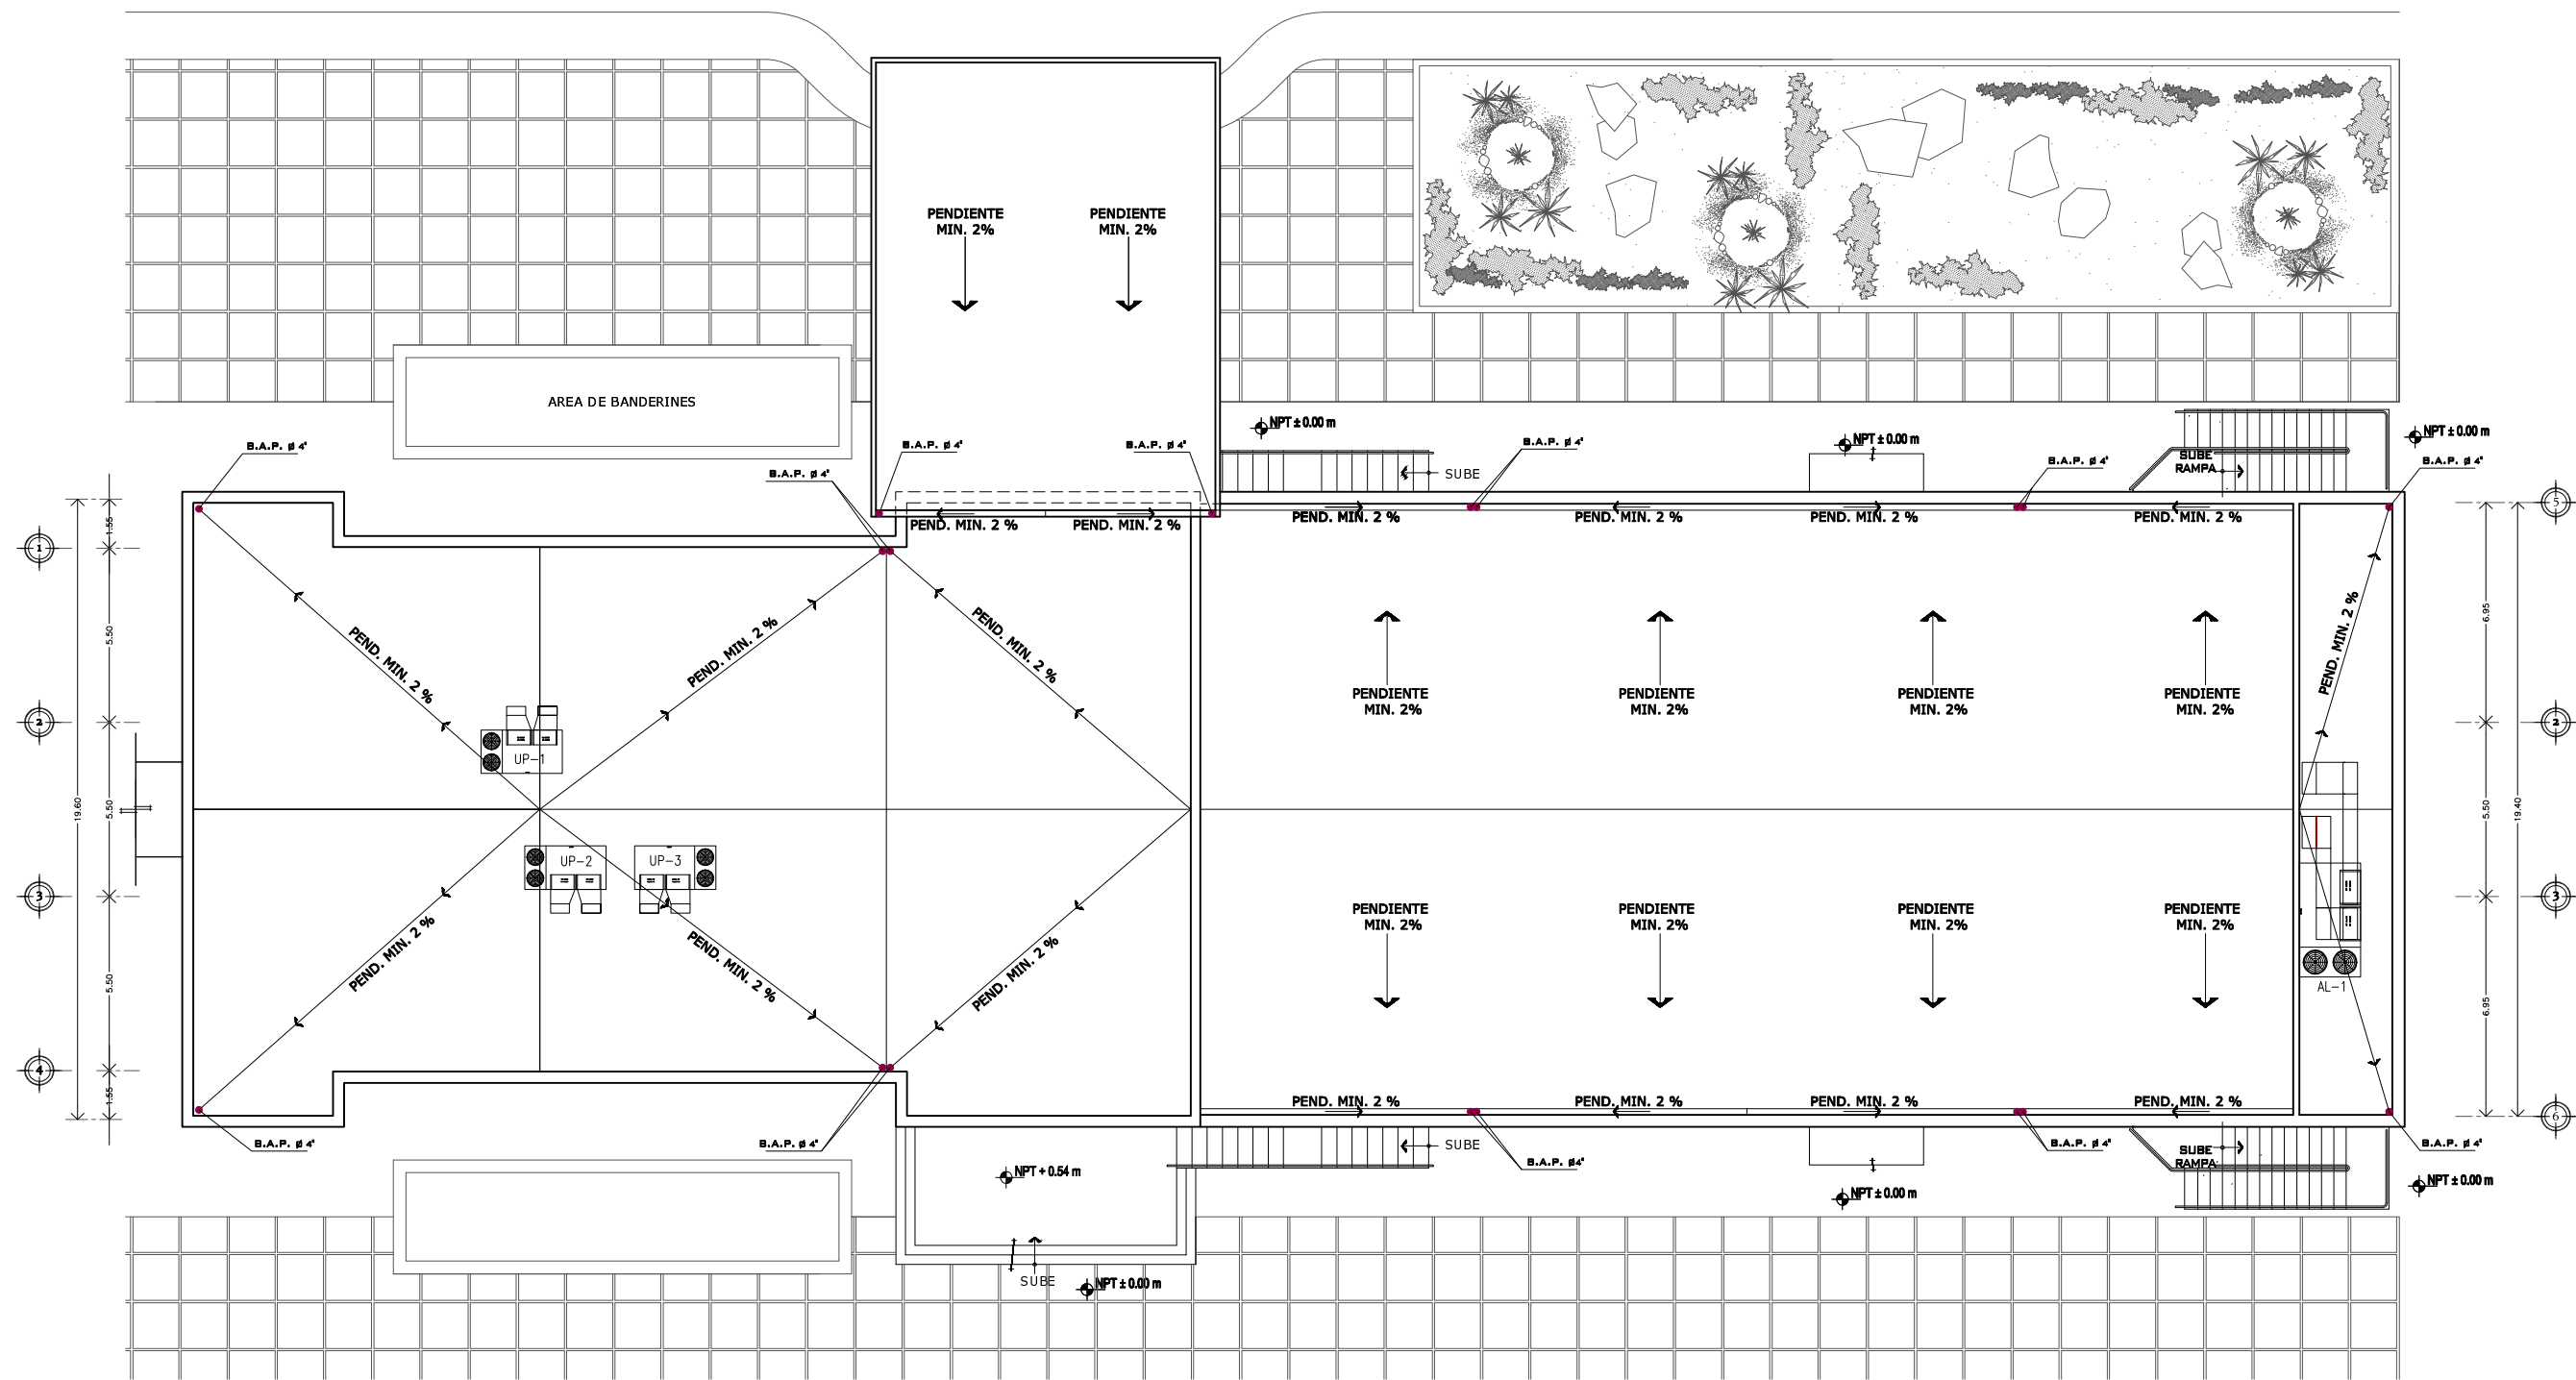 PENDIENTE
MIN. 2%
PENDIENTE
MIN. 2%
AREA DE BANDERINES
NPT ± 0.00 m
NPT ± 0.00 m
NPT ± 0.00 m
B.A.P. Ø 4"
B.A.P. Ø 4"
B.A.P. Ø 4"
B.A.P. Ø 4"
B.A.P. Ø 4"
B.A.P. Ø 4"
B.A.P. Ø 4"
SUBE
SUBE
RAMPA
PEND. MIN. 2 %
PEND. MIN. 2 %
PEND. MIN. 2 %
PEND. MIN. 2 %
PEND. MIN. 2 %
PEND. MIN. 2 %
1
2
3
4
1.55
5.50
5.50
5.50
1.55
19.60
5
2
3
6
6.95
5.50
6.95
19.40
PEND. MIN. 2 %
PEND. MIN. 2 %
PEND. MIN. 2 %
PEND. MIN. 2 %
PENDIENTE
MIN. 2%
PENDIENTE
MIN. 2%
PENDIENTE
MIN. 2%
PENDIENTE
MIN. 2%
UP-1
UP-2
UP-3
PEND. MIN. 2 %
PEND. MIN. 2 %
PEND. MIN. 2 %
PENDIENTE
MIN. 2%
PENDIENTE
MIN. 2%
PENDIENTE
MIN. 2%
PENDIENTE
MIN. 2%
AL-1
PEND. MIN. 2 %
PEND. MIN. 2 %
PEND. MIN. 2 %
PEND. MIN. 2 %
B.A.P. Ø 4"
B.A.P. Ø 4"
SUBE
B.A.P. Ø4"
B.A.P. Ø 4"
SUBE
RAMPA
B.A.P. Ø 4"
NPT + 0.54 m
NPT ± 0.00 m
NPT ± 0.00 m
SUBE
NPT ± 0.00 m